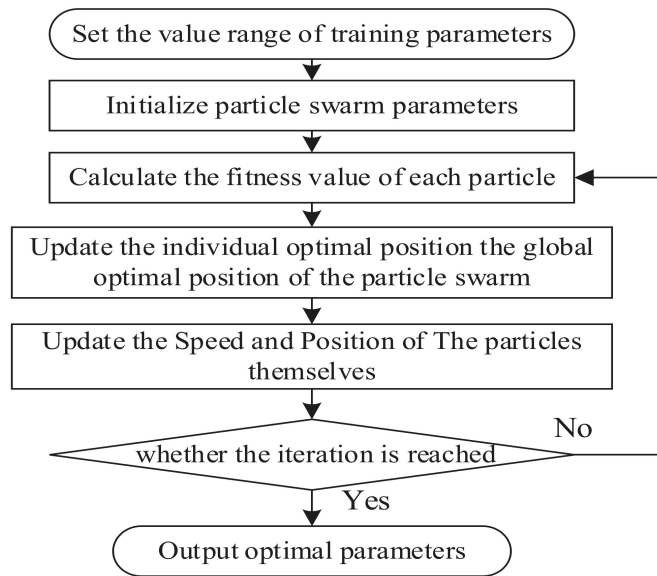 Set the value range of training parameters
Initialize particle swarm parameters
Calculate the fitness value of each particle
Update the individual optimal position the global
optimal position of the particle swarm
Update the Speed and Position of The particles
themselves
whether the iteration is reached
No
Yes
Output optimal parameters